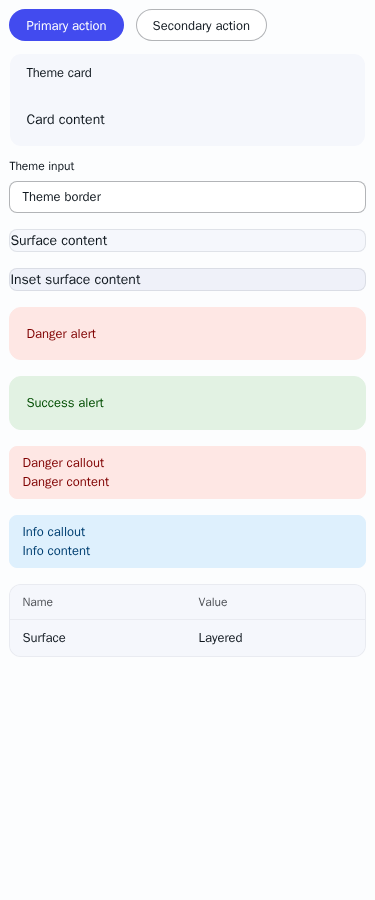 Primary action
Secondary action
Theme card
Card content
Theme input
Theme border
Surface content
Inset surface content
Danger alert
Success alert
Danger callout
Danger content
Info callout
Info content
Name Value
Surface Layered